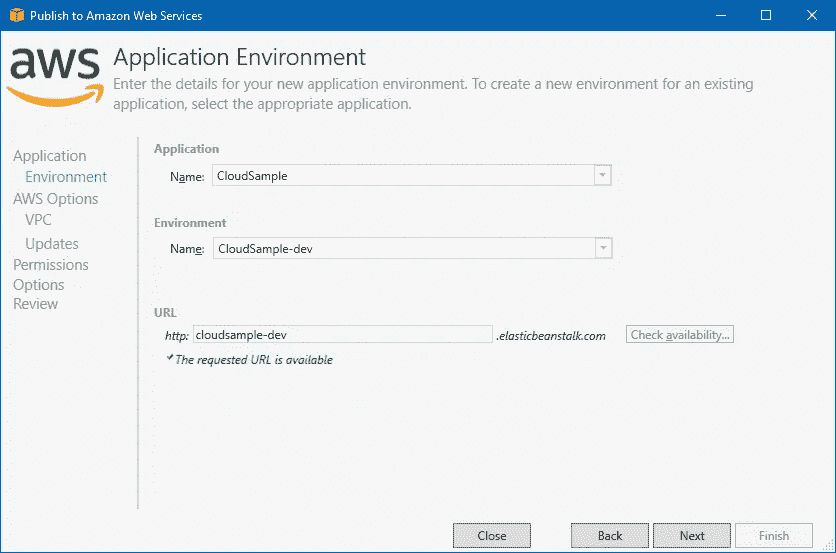 Publish to Amazon Web Services
aws
Application Environment
Enter the details for your new application environment. To create a new environment for an existing
application, select the appropriate application.
Application
Environment
AWS Options
VPC
Updates
Permissions
Options
Review
Application
Name: CloudSample
Environment
Name: CloudSample-dev
URL
http: cloudsample-dev .elasticbeanstalk.com Check availability...
The requested URL is available
Close Back Next Finish